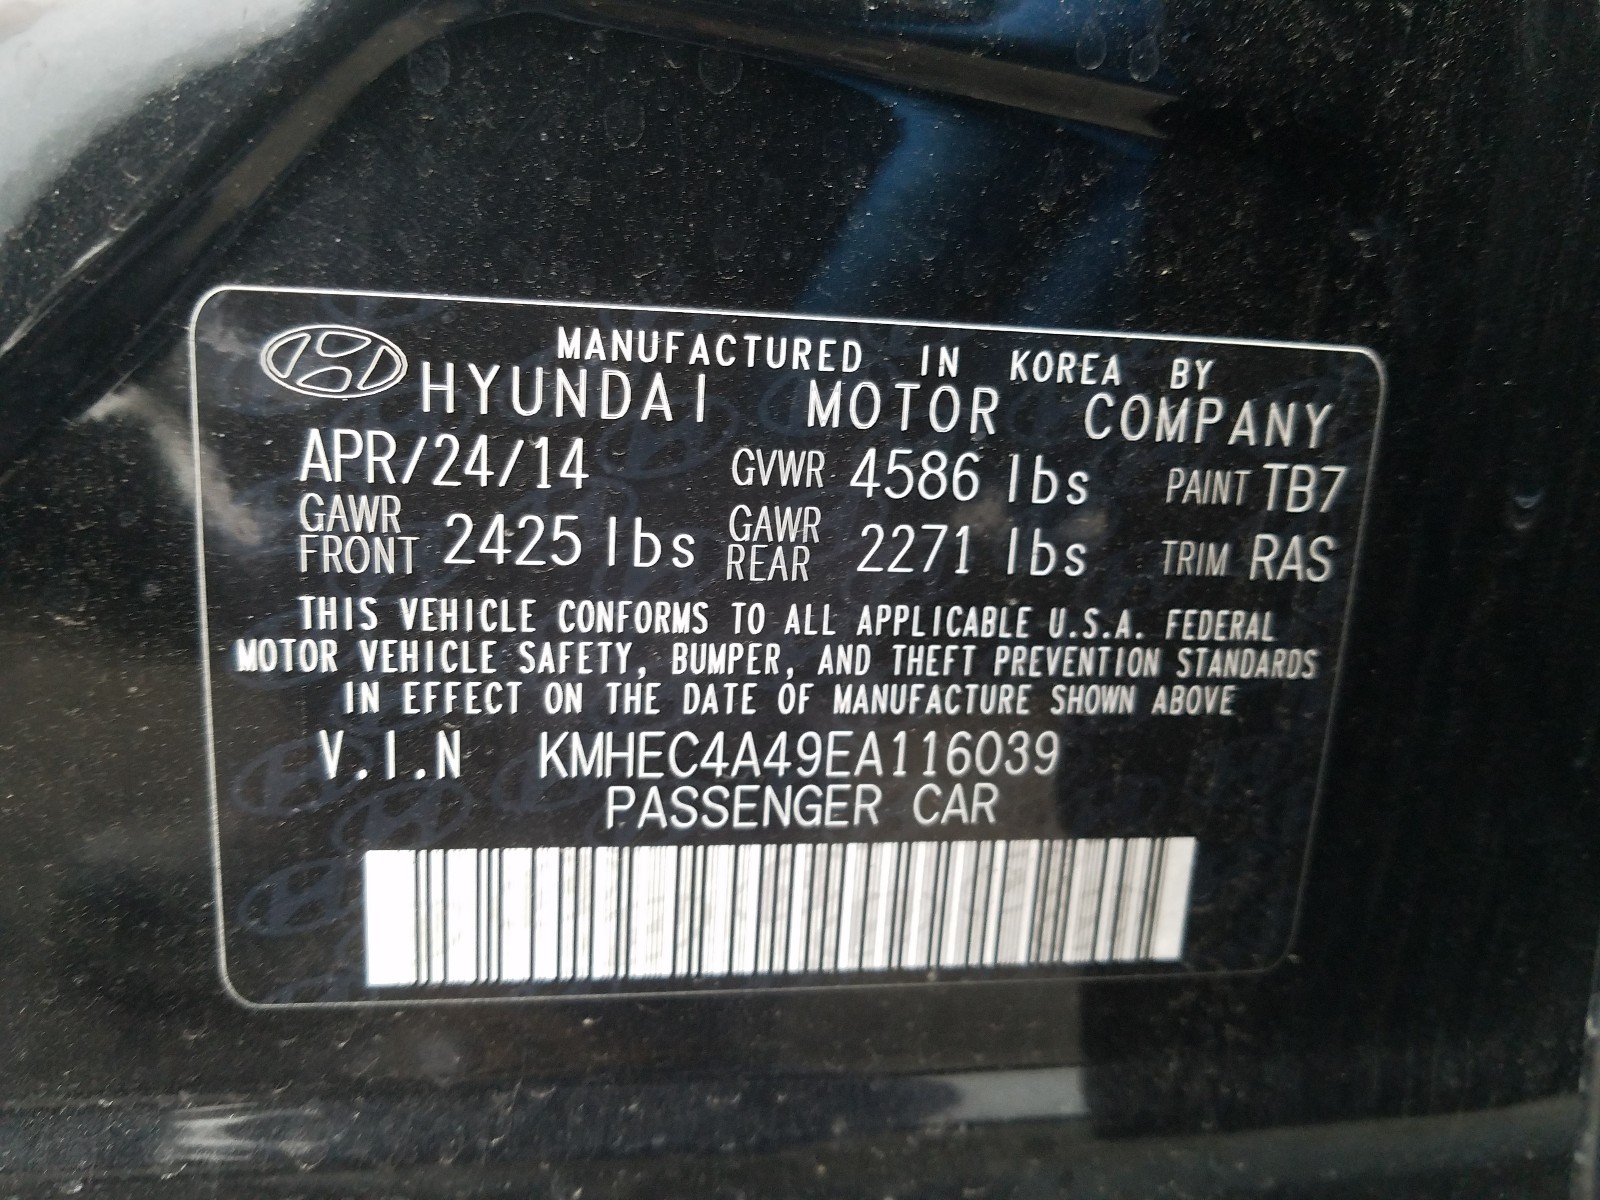 MANUFACTURED IN KOREA BY
HYUNDAI MOTOR COMPANY
APR/24/14 GVWR 4586 lbs PAINT TB7
GAWR FRONT 2425 lbs GAWR REAR 2271 lbs TRIM RAS
THIS VEHICLE CONFORMS TO ALL APPLICABLE U.S.A. FEDERAL
MOTOR VEHICLE SAFETY, BUMPER, AND THEFT PREVENTION STANDARDS
IN EFFECT ON THE DATE OF MANUFACTURE SHOWN ABOVE
V.I.N KMHEC4A49EA116039
PASSENGER CAR